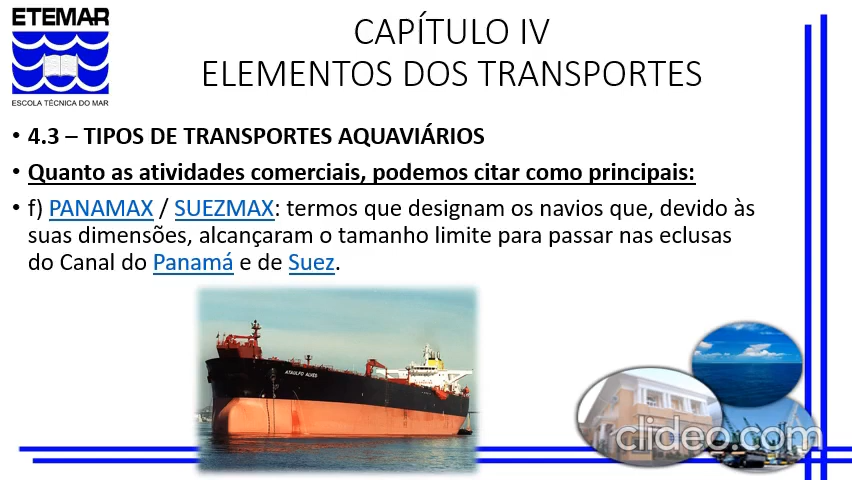 ETEMAR
ESCOLA TÉCNICA DO MAR
CAPÍTULO IV
ELEMENTOS DOS TRANSPORTES
• 4.3 – TIPOS DE TRANSPORTES AQUAVIÁRIOS
• Quanto as atividades comerciais, podemos citar como principais:
• f) PANAMAX / SUEZMAX: termos que designam os navios que, devido às
suas dimensões, alcançaram o tamanho limite para passar nas eclusas
do Canal do Panamá e de Suez.
ATAULFO ALVES
clideo.com